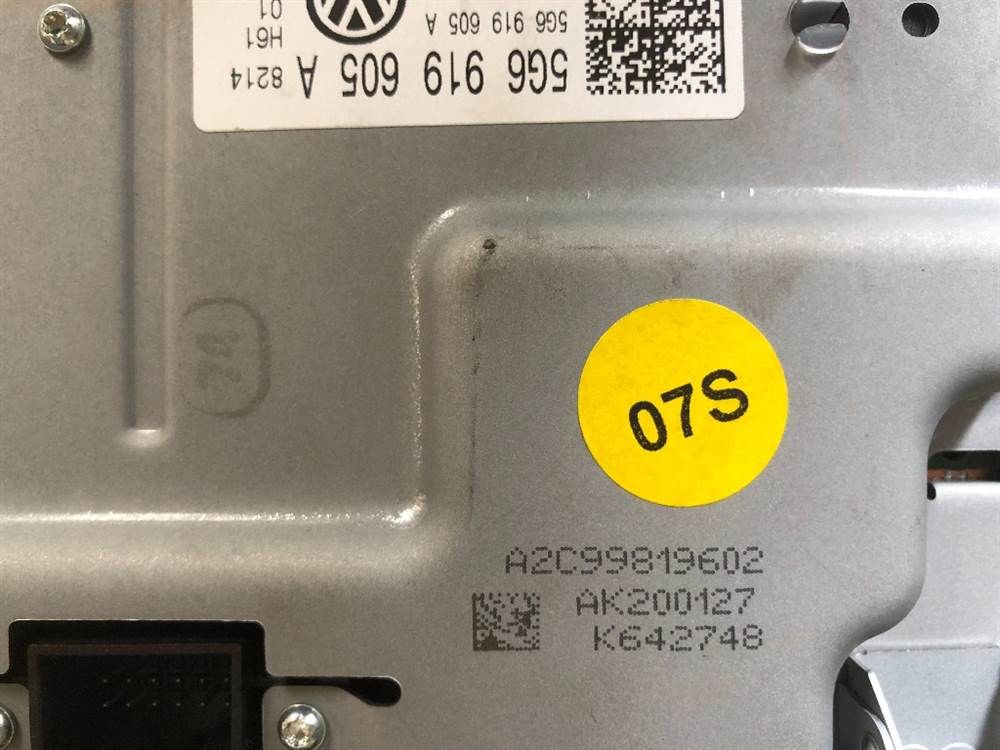 5G6 919 605 A
8214
5G6 919 605 A
H61
01
07S
A2C99819602
AK200127
K642748